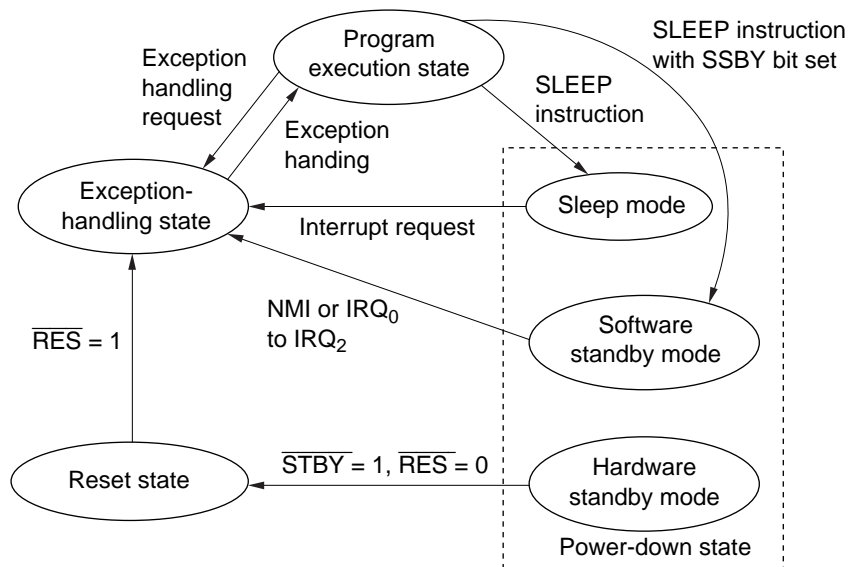 Program
execution state
SLEEP instruction
with SSBY bit set
Exception
handling
request
SLEEP
instruction
Exception
handing
Exception-
handling state
Sleep mode
Interrupt request
NMI or IRQ0
to IRQ2
Software
standby mode
RES = 1
Reset state
STBY = 1, RES = 0
Hardware
standby mode
Power-down state